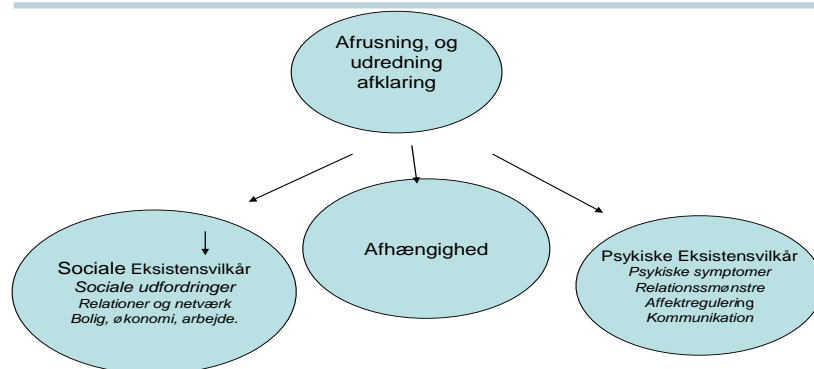 Afrusning, og
udredning
afklaring
Sociale Eksistensvilkår
Sociale udfordringer
Relationer og netværk
Bolig, økonomi, arbejde.
Afhængighed
Psykiske Eksistensvilkår
Psykiske symptomer
Relationssmønstre
Affektregulering
Kommunikation